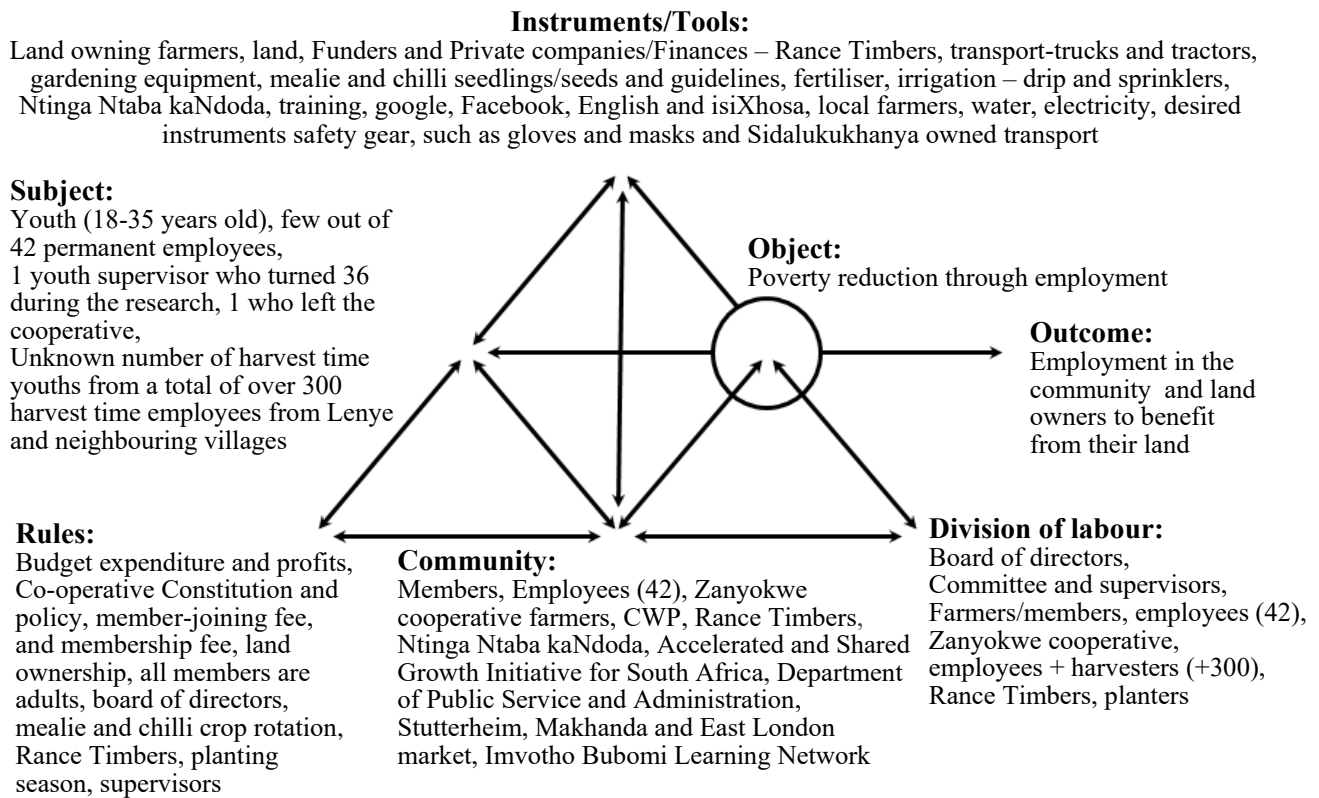 Instruments/Tools:
Land owning farmers, land, Funders and Private companies/Finances – Rance Timbers, transport-trucks and tractors,
gardening equipment, mealie and chilli seedlings/seeds and guidelines, fertiliser, irrigation – drip and sprinklers,
Ntinga Ntaba kaNdoda, training, google, Facebook, English and isiXhosa, local farmers, water, electricity, desired
instruments safety gear, such as gloves and masks and Sidalukukhanya owned transport
Subject:
Youth (18-35 years old), few out of
42 permanent employees,
1 youth supervisor who turned 36
during the research, 1 who left the
cooperative,
Unknown number of harvest time
youths from a total of over 300
harvest time employees from Lenye
and neighbouring villages
Object:
Poverty reduction through employment
Outcome:
Employment in the
community and land
owners to benefit
from their land
Rules:
Budget expenditure and profits,
Co-operative Constitution and
policy, member-joining fee,
and membership fee, land
ownership, all members are
adults, board of directors,
mealie and chilli crop rotation,
Rance Timbers, planting
season, supervisors
Community:
Members, Employees (42), Zanyokwe
cooperative farmers, CWP, Rance Timbers,
Ntinga Ntaba kaNdoda, Accelerated and Shared
Growth Initiative for South Africa, Department
of Public Service and Administration,
Stutterheim, Makhanda and East London
market, Imvotho Bubomi Learning Network
Division of labour:
Board of directors,
Committee and supervisors,
Farmers/members, employees (42),
Zanyokwe cooperative,
employees + harvesters (+300),
Rance Timbers, planters